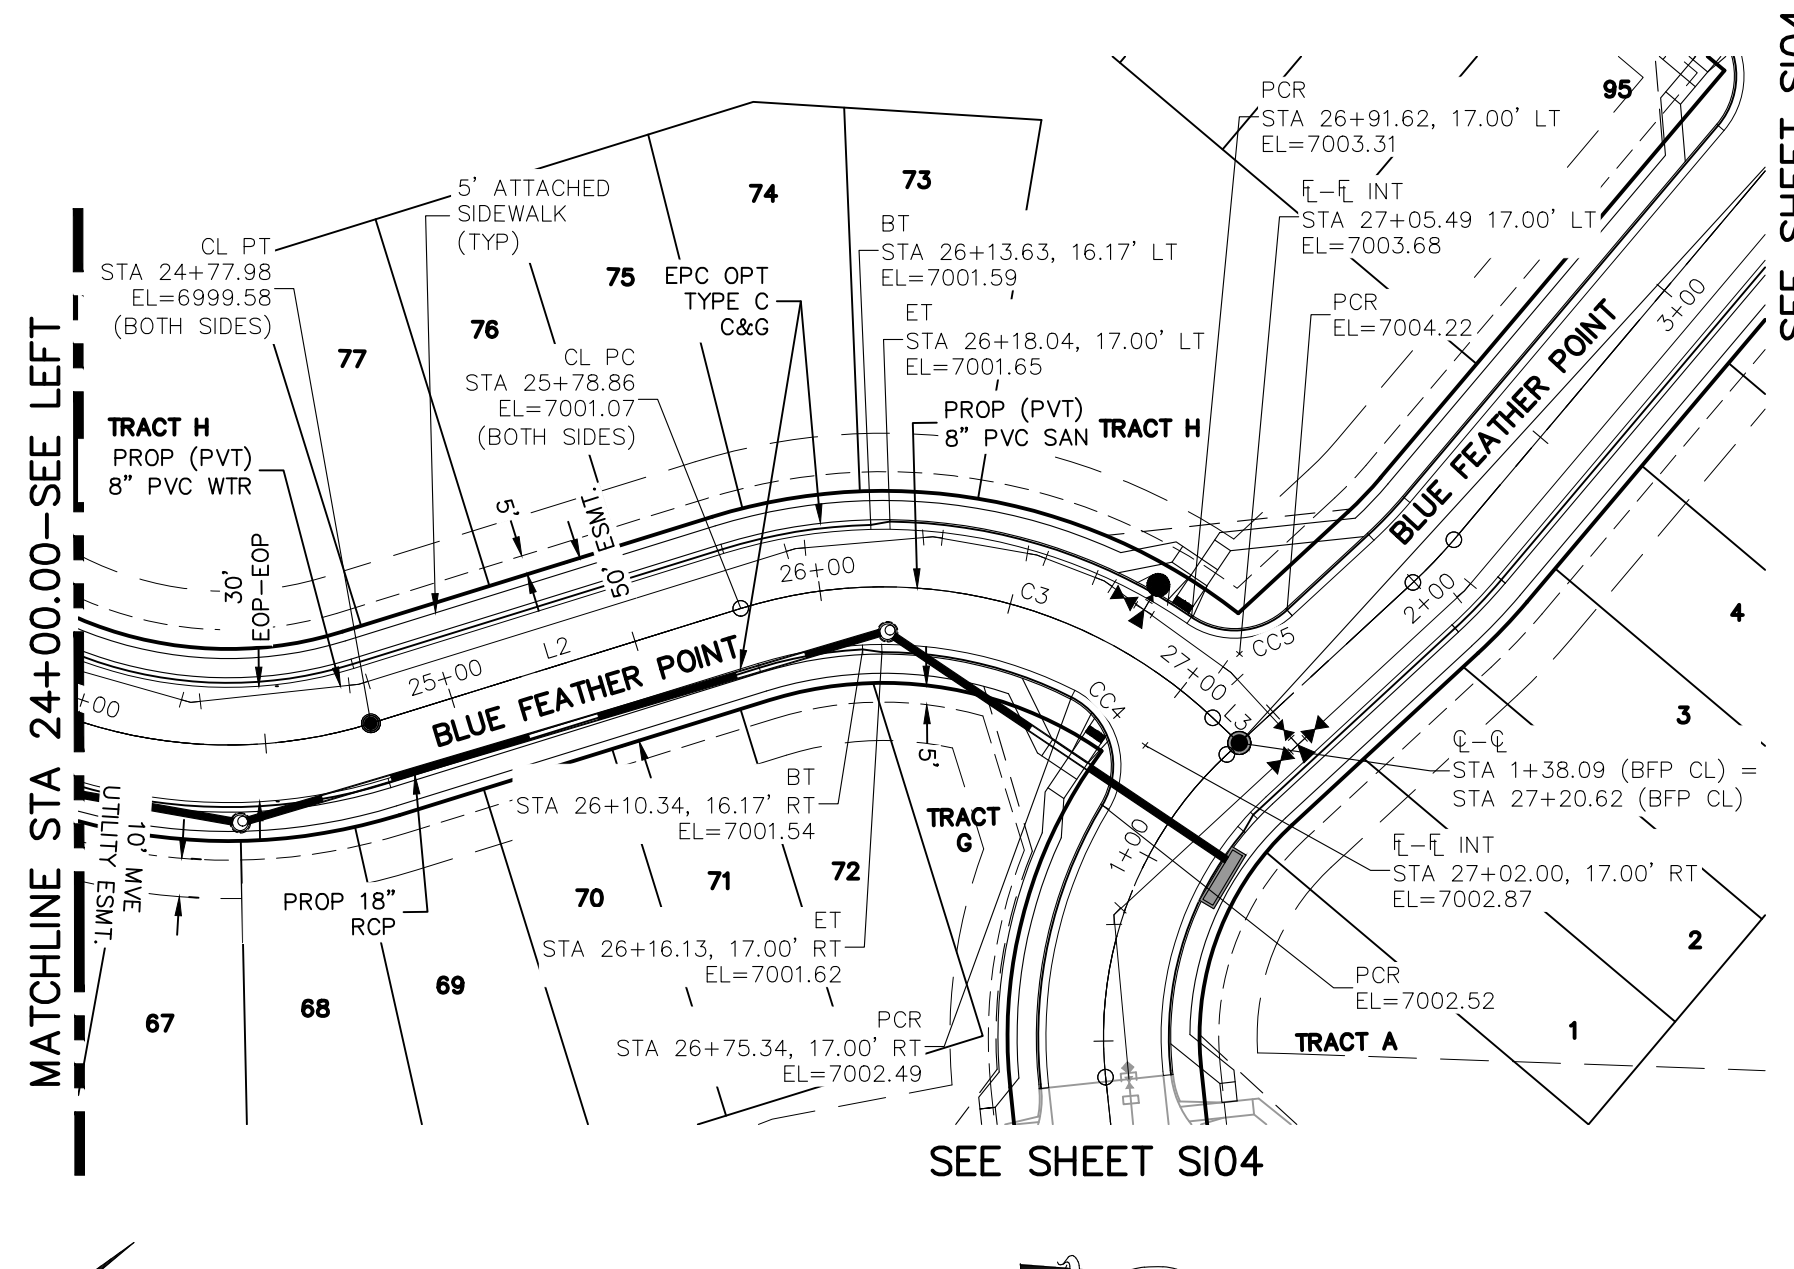 PCR
STA 26+91.62, 17.00' LT
EL=7003.31
95
SEE SHEET SI04
5' ATTACHED
SIDEWALK
(TYP)
74
73
FL-FL INT
STA 27+05.49 17.00' LT
EL=7003.68
BT
STA 26+13.63, 16.17' LT
EL=7001.59
CL PT
STA 24+77.98
EL=6999.58
(BOTH SIDES)
75
EPC OPT
TYPE C
C&G
76
77
ET
STA 26+18.04, 17.00' LT
EL=7001.65
PCR
EL=7004.22
3+00
BLUE FEATHER POINT
CL PC
STA 25+78.86
EL=7001.07
(BOTH SIDES)
PROP (PVT)
8" PVC SAN
TRACT H
TRACT H
PROP (PVT)
8" PVC WTR
MATCHLINE STA 24+00.00-SEE LEFT
5'
50' ESMT.
30'
EOP-EOP
26+00
C3
2+00
4
CC5
27+00
L3
L2
25+00
+00
BLUE FEATHER POINT
CC4
3
℄-℄
STA 1+38.09 (BFP CL) =
STA 27+20.62 (BFP CL)
5'
BT
STA 26+10.34, 16.17' RT
EL=7001.54
TRACT
G
1+00
FL-FL INT
STA 27+02.00, 17.00' RT
EL=7002.87
10' MVE
UTILITY ESMT.
PROP 18"
RCP
70
71
72
ET
STA 26+16.13, 17.00' RT
EL=7001.62
2
PCR
EL=7002.52
69
68
67
PCR
STA 26+75.34, 17.00' RT
EL=7002.49
TRACT A
1
SEE SHEET SI04